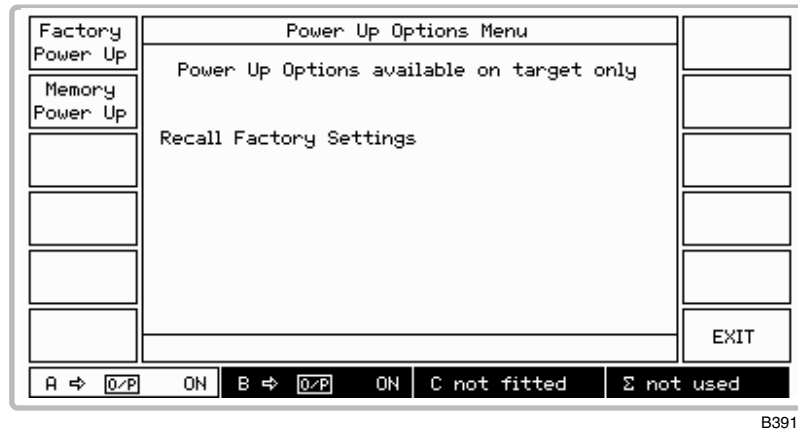 Factory
Power Up
Memory
Power Up
Power Up Options Menu
Power Up Options available on target only
Recall Factory Settings
EXIT
A ⇨ O/P ON B ⇨ O/P ON C not fitted Σ not used
B391